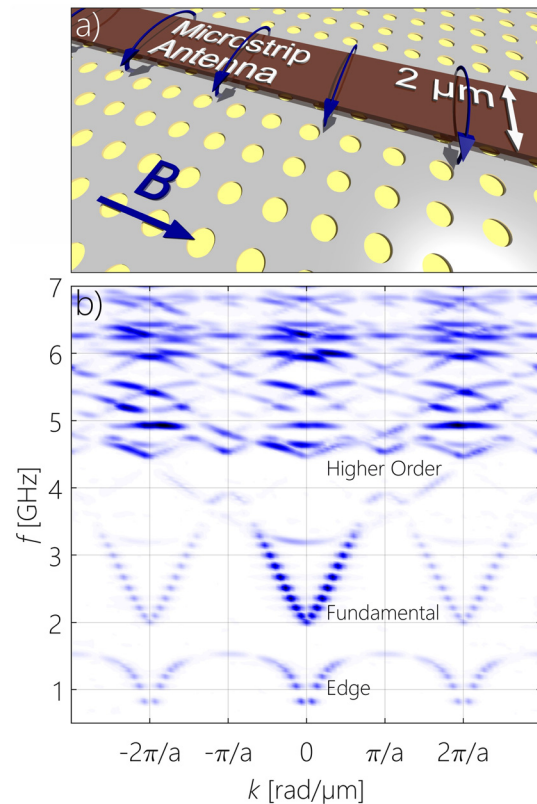 a)
Microstrip
Antenna
2 μm
B
b)
7
6
5
4
3
2
1
f [GHz]
Higher Order
Fundamental
Edge
-2π/a -π/a 0 π/a 2π/a
k [rad/μm]